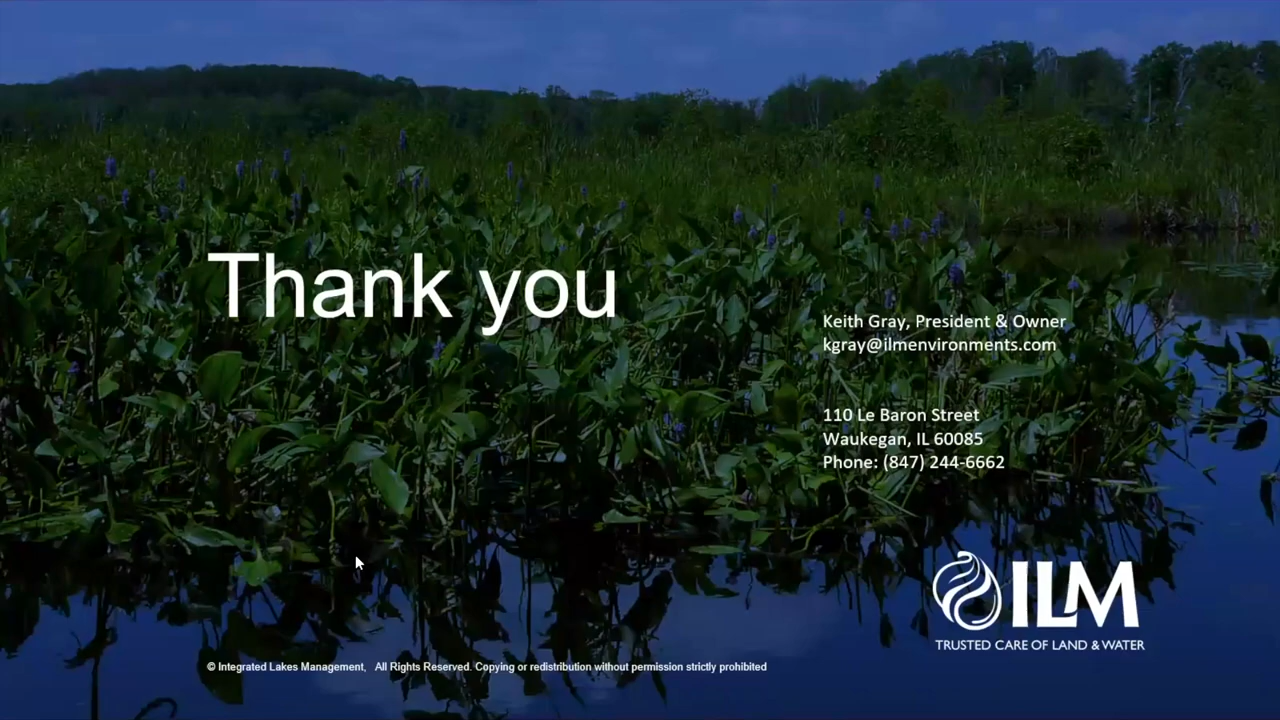 Thank you
Keith Gray, President & Owner
kgray@ilmenvironments.com
110 Le Baron Street
Waukegan, IL 60085
Phone: (847) 244-6662
ILM
TRUSTED CARE OF LAND & WATER
© Integrated Lakes Management,   All Rights Reserved. Copying or redistribution without permission strictly prohibited